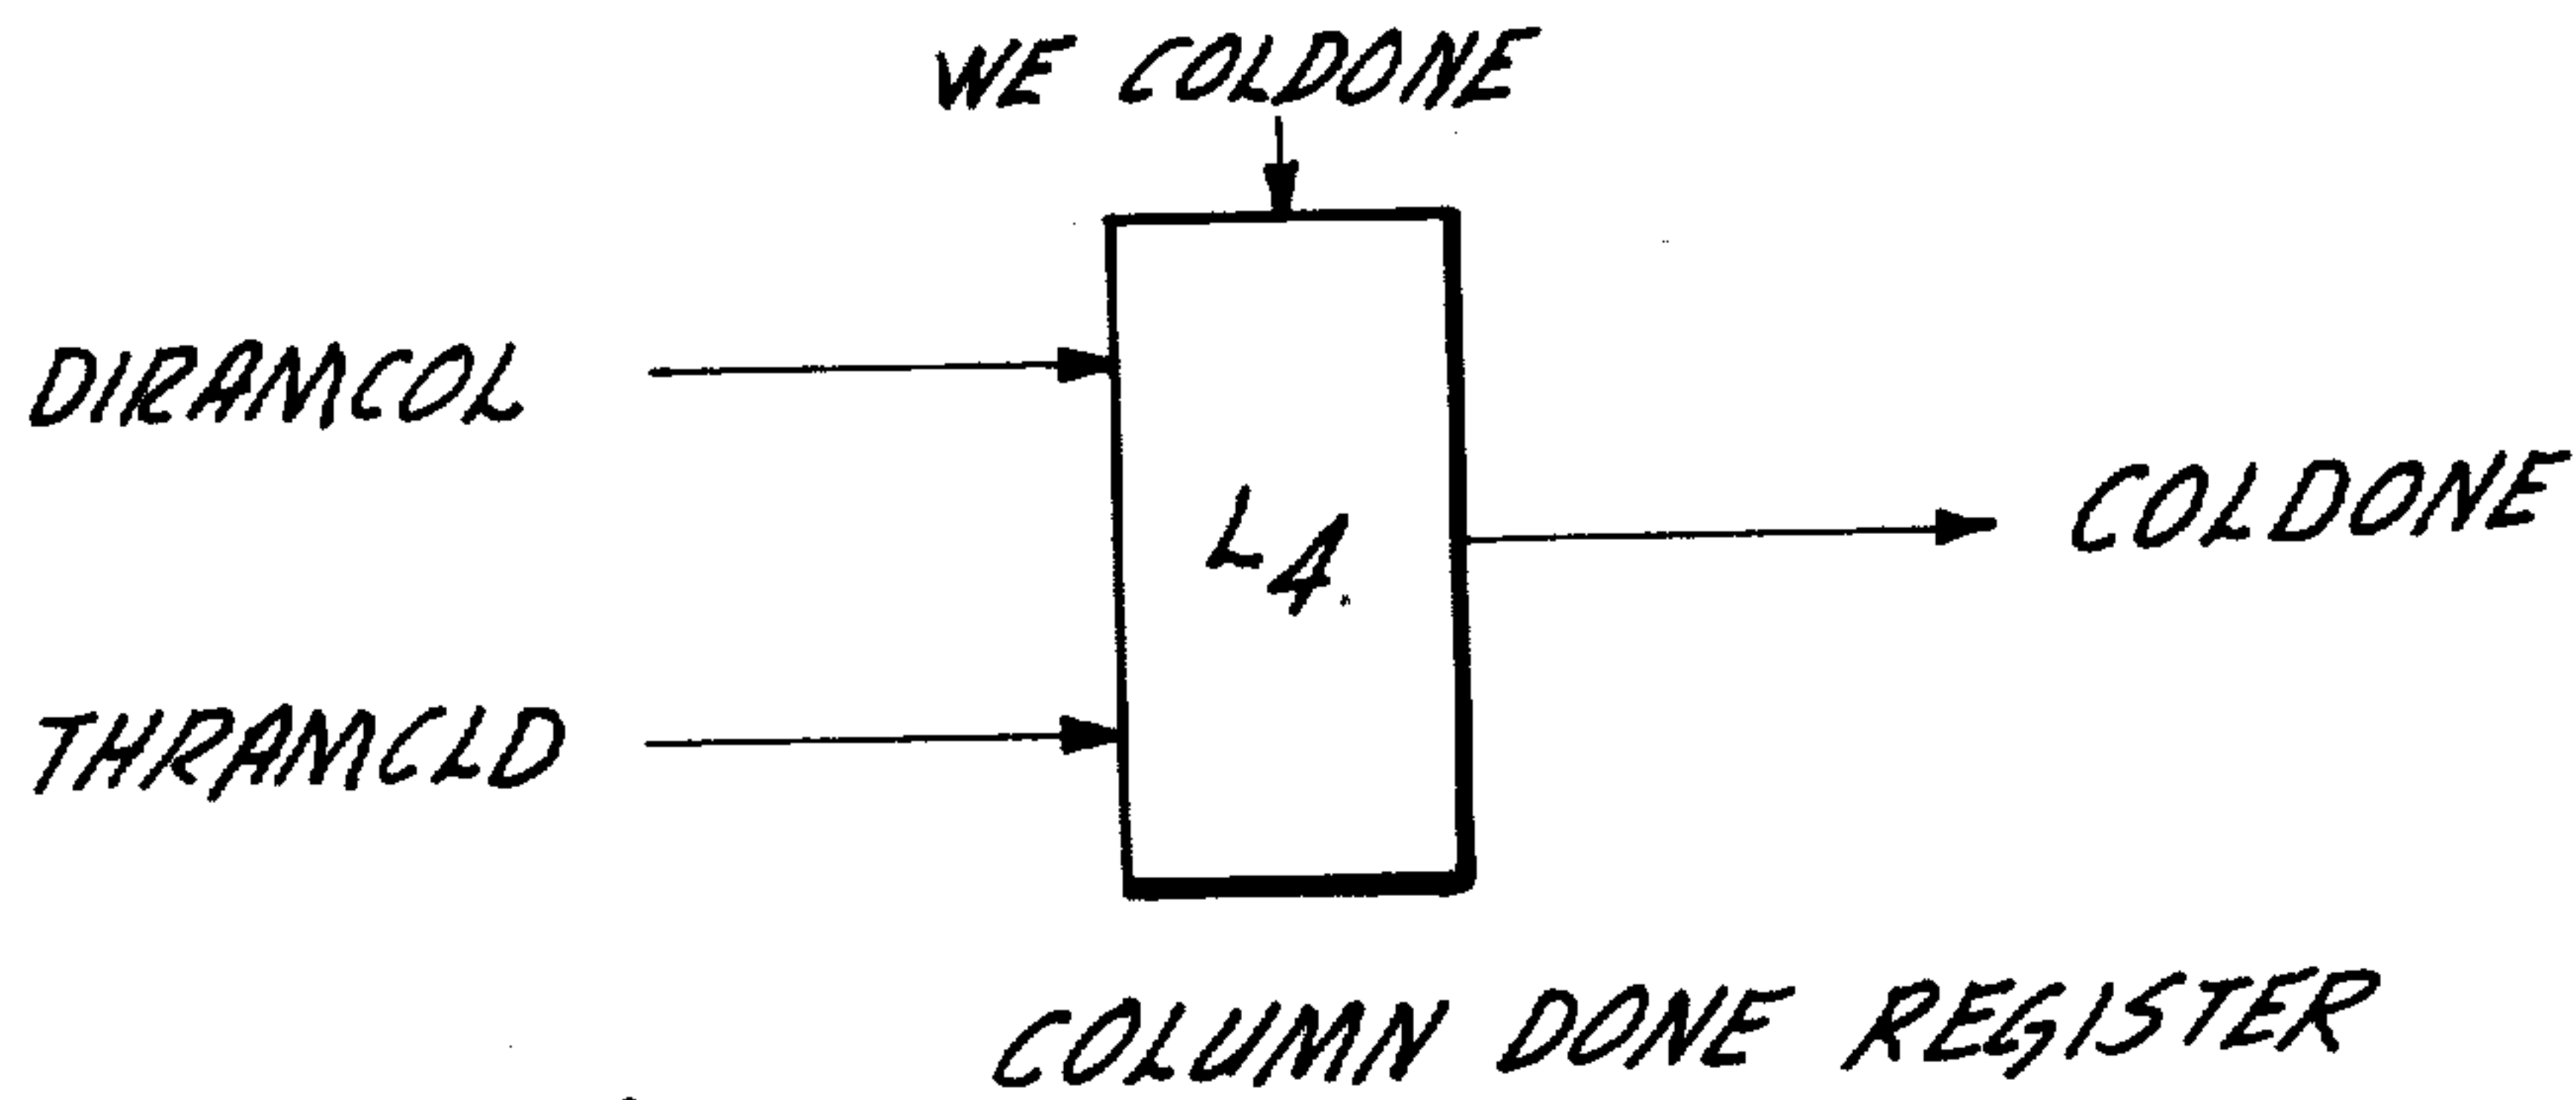 WE COLDONE
DIRAMCOL
L4
COLDONE
THRAMCLD
COLUMN DONE REGISTER